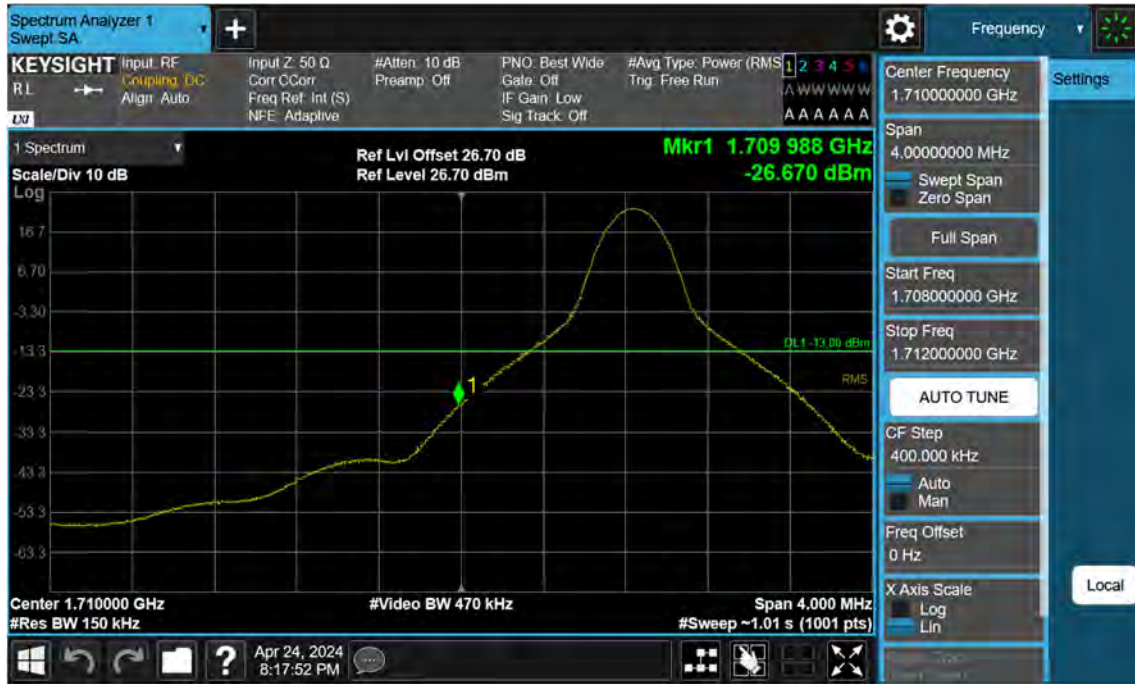 Spectrum Analyzer 1
Swept SA
+
Frequency
KEYSIGHT
RL
LXI
Input: RF
Coupling: DC
Align: Auto
Input Z: 50 Ω
Corr CCorr
Freq Ref: Int (S)
NFE: Adaptive
#Atten: 10 dB
Preamp: Off
PNO: Best Wide
Gate: Off
IF Gain: Low
Sig Track: Off
#Avg Type: Power (RMS
Trig: Free Run
1 2 3 4 5 6
A W W W W W
A A A A A A
1 Spectrum
Scale/Div 10 dB
Log
Ref Lvl Offset 26.70 dB
Ref Level 26.70 dBm
Mkr1 1.709 988 GHz
-26.670 dBm
16.7
6.70
-3.30
-13.3
-23.3
-33.3
-43.3
-53.3
-63.3
DL1 -13.00 dBm
RMS
1
Center 1.710000 GHz
#Res BW 150 kHz
#Video BW 470 kHz
Span 4.000 MHz
#Sweep ~1.01 s (1001 pts)
Center Frequency
1.710000000 GHz
Settings
Span
4.00000000 MHz
Swept Span
Zero Span
Full Span
Start Freq
1.708000000 GHz
Stop Freq
1.712000000 GHz
AUTO TUNE
CF Step
400.000 kHz
Auto
Man
Freq Offset
0 Hz
X Axis Scale
Log
Lin
Local
?
Apr 24, 2024
8:17:52 PM